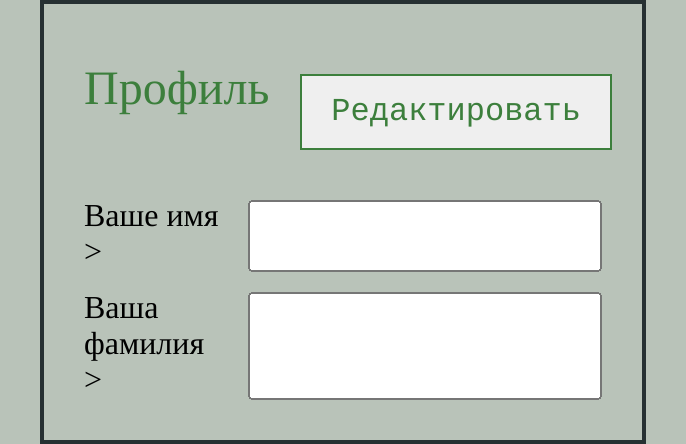 Профиль
Редактировать
Ваше имя
>
Ваша
фамилия
>